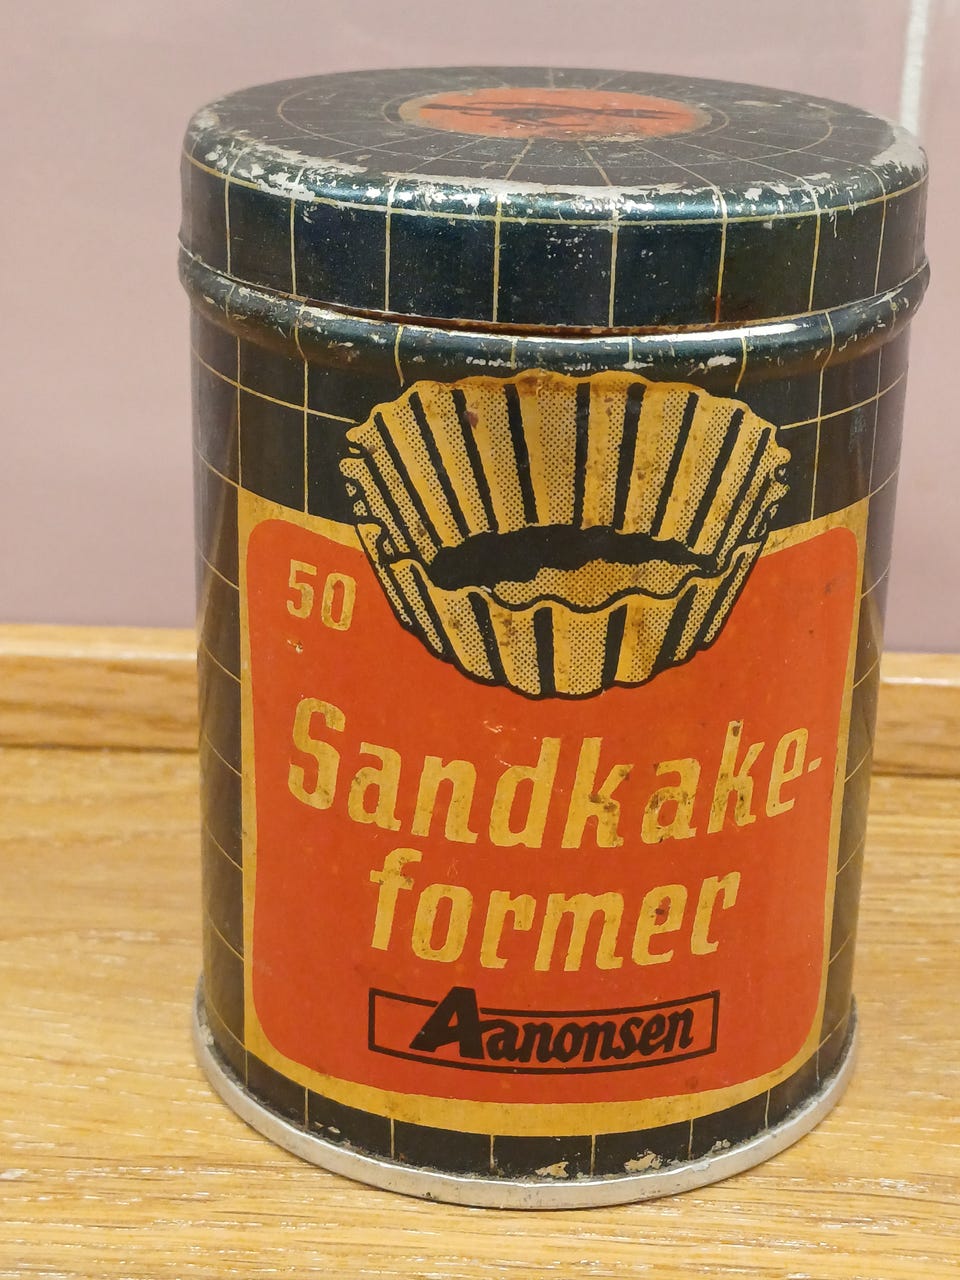 50
Sandkake-
former
Aanonsen